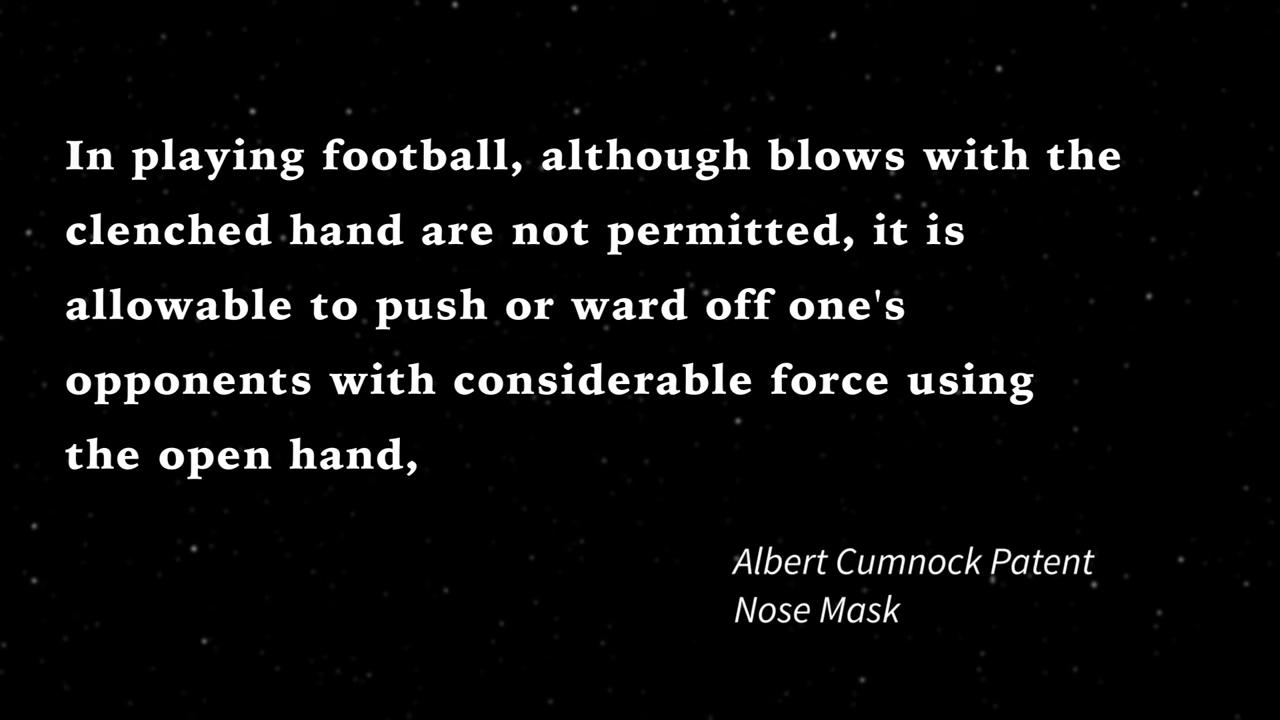 In playing football, although blows with the
clenched hand are not permitted, it is
allowable to push or ward off one's
opponents with considerable force using
the open hand,
Albert Cumnock Patent
Nose Mask